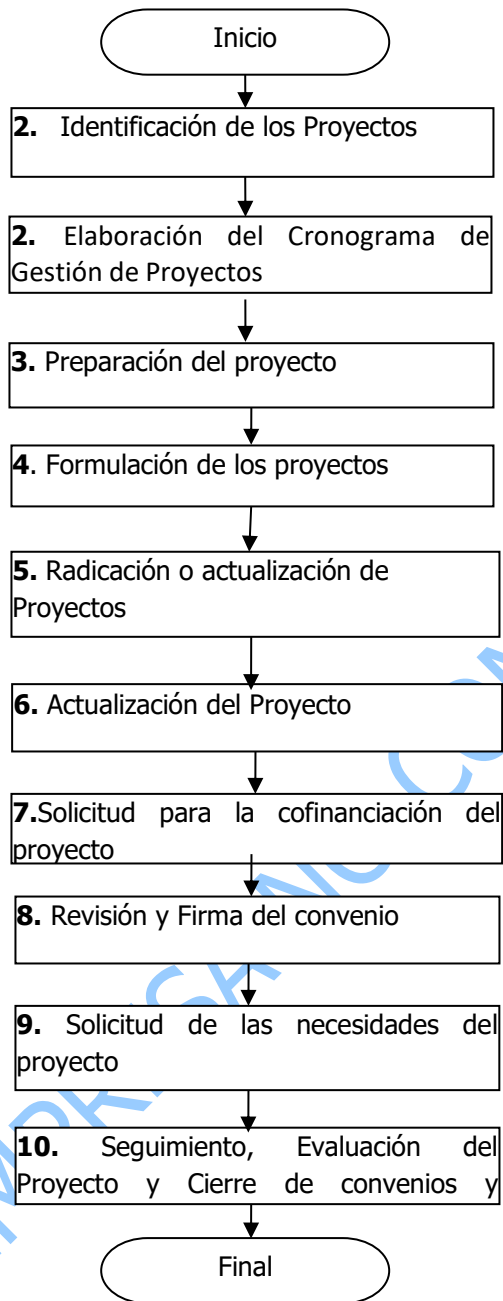 Inicio
2. Identificación de los Proyectos
2. Elaboración del Cronograma de
Gestión de Proyectos
3. Preparación del proyecto
4. Formulación de los proyectos
5. Radicación o actualización de
Proyectos
6. Actualización del Proyecto
7.Solicitud para la cofinanciación del
proyecto
8. Revisión y Firma del convenio
9. Solicitud de las necesidades del
proyecto
10. Seguimiento, Evaluación del
Proyecto y Cierre de convenios y
Final